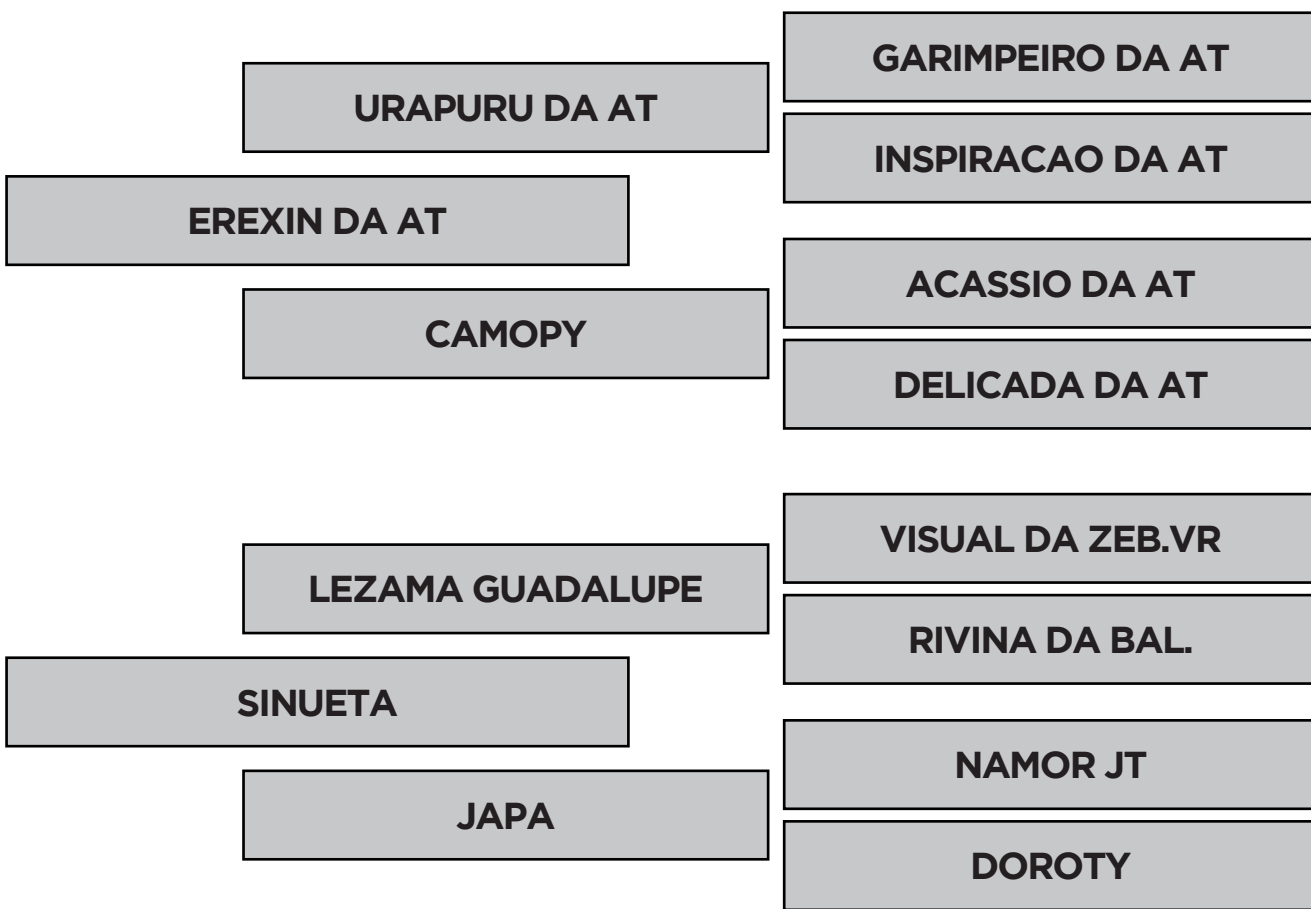 GARIMPEIRO DA AT
URAPURU DA AT
INSPIRACAO DA AT
EREXIN DA AT
ACASSIO DA AT
CAMOPY
DELICADA DA AT
VISUAL DA ZEB.VR
LEZAMA GUADALUPE
RIVINA DA BAL.
SINUETA
NAMOR JT
JAPA
DOROTY